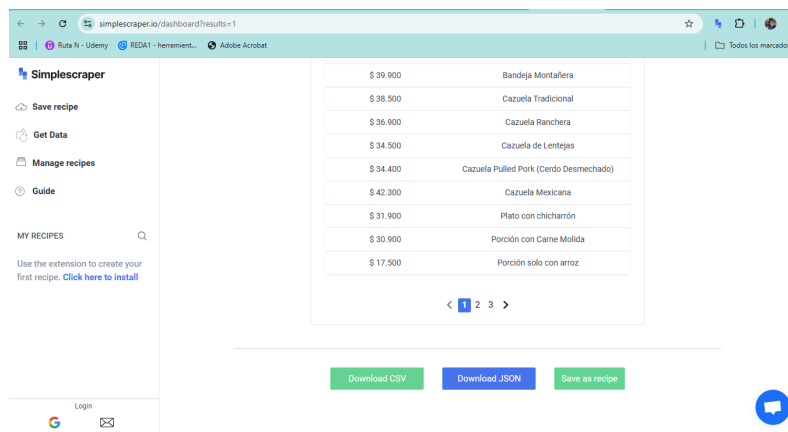 simplescraper.io/dashboard?results=1
Ruta N - Udemy
REDA1 - herramient...
Adobe Acrobat
Todos los marcado
Simplescraper
Save recipe
Get Data
Manage recipes
Guide
MY RECIPES
Use the extension to create your
first recipe. Click here to install
Login
$ 39.900 Bandeja Montañera
$ 38.500 Cazuela Tradicional
$ 36.900 Cazuela Ranchera
$ 34.500 Cazuela de Lentejas
$ 34.400 Cazuela Pulled Pork (Cerdo Desmechado)
$ 42.300 Cazuela Mexicana
$ 31.900 Plato con chicharrón
$ 30.900 Porción con Carne Molida
$ 17.500 Porción solo con arroz
1 2 3
Download CSV
Download JSON
Save as recipe